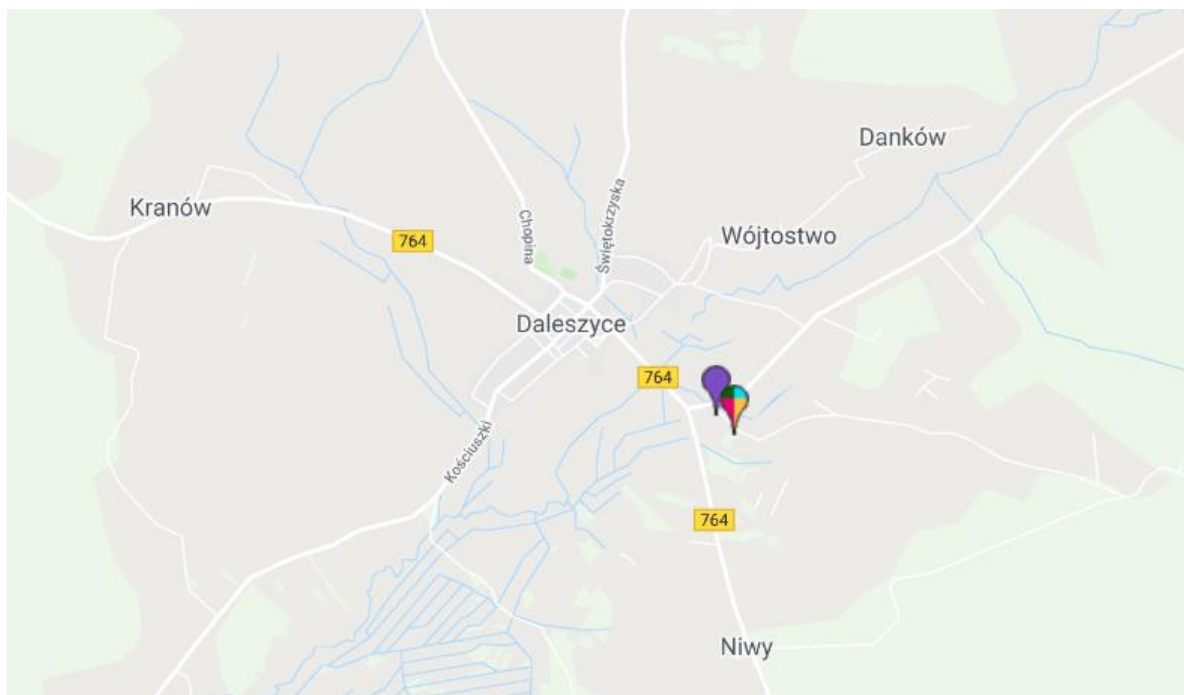 Danków
Kranów
Chopina
Świętokrzyska
Wójtostwo
764
Daleszyce
764
Kościuszki
764
Niwy